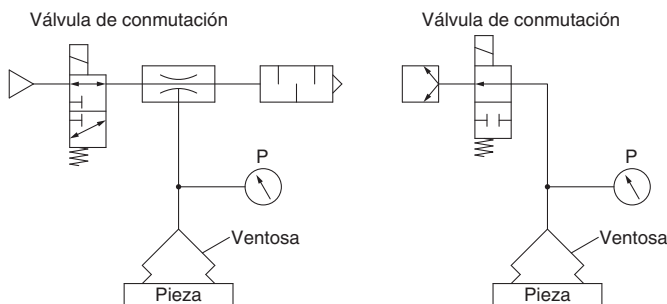 Válvula de conmutación
P
Ventosa
Pieza
Válvula de conmutación
P
Ventosa
Pieza